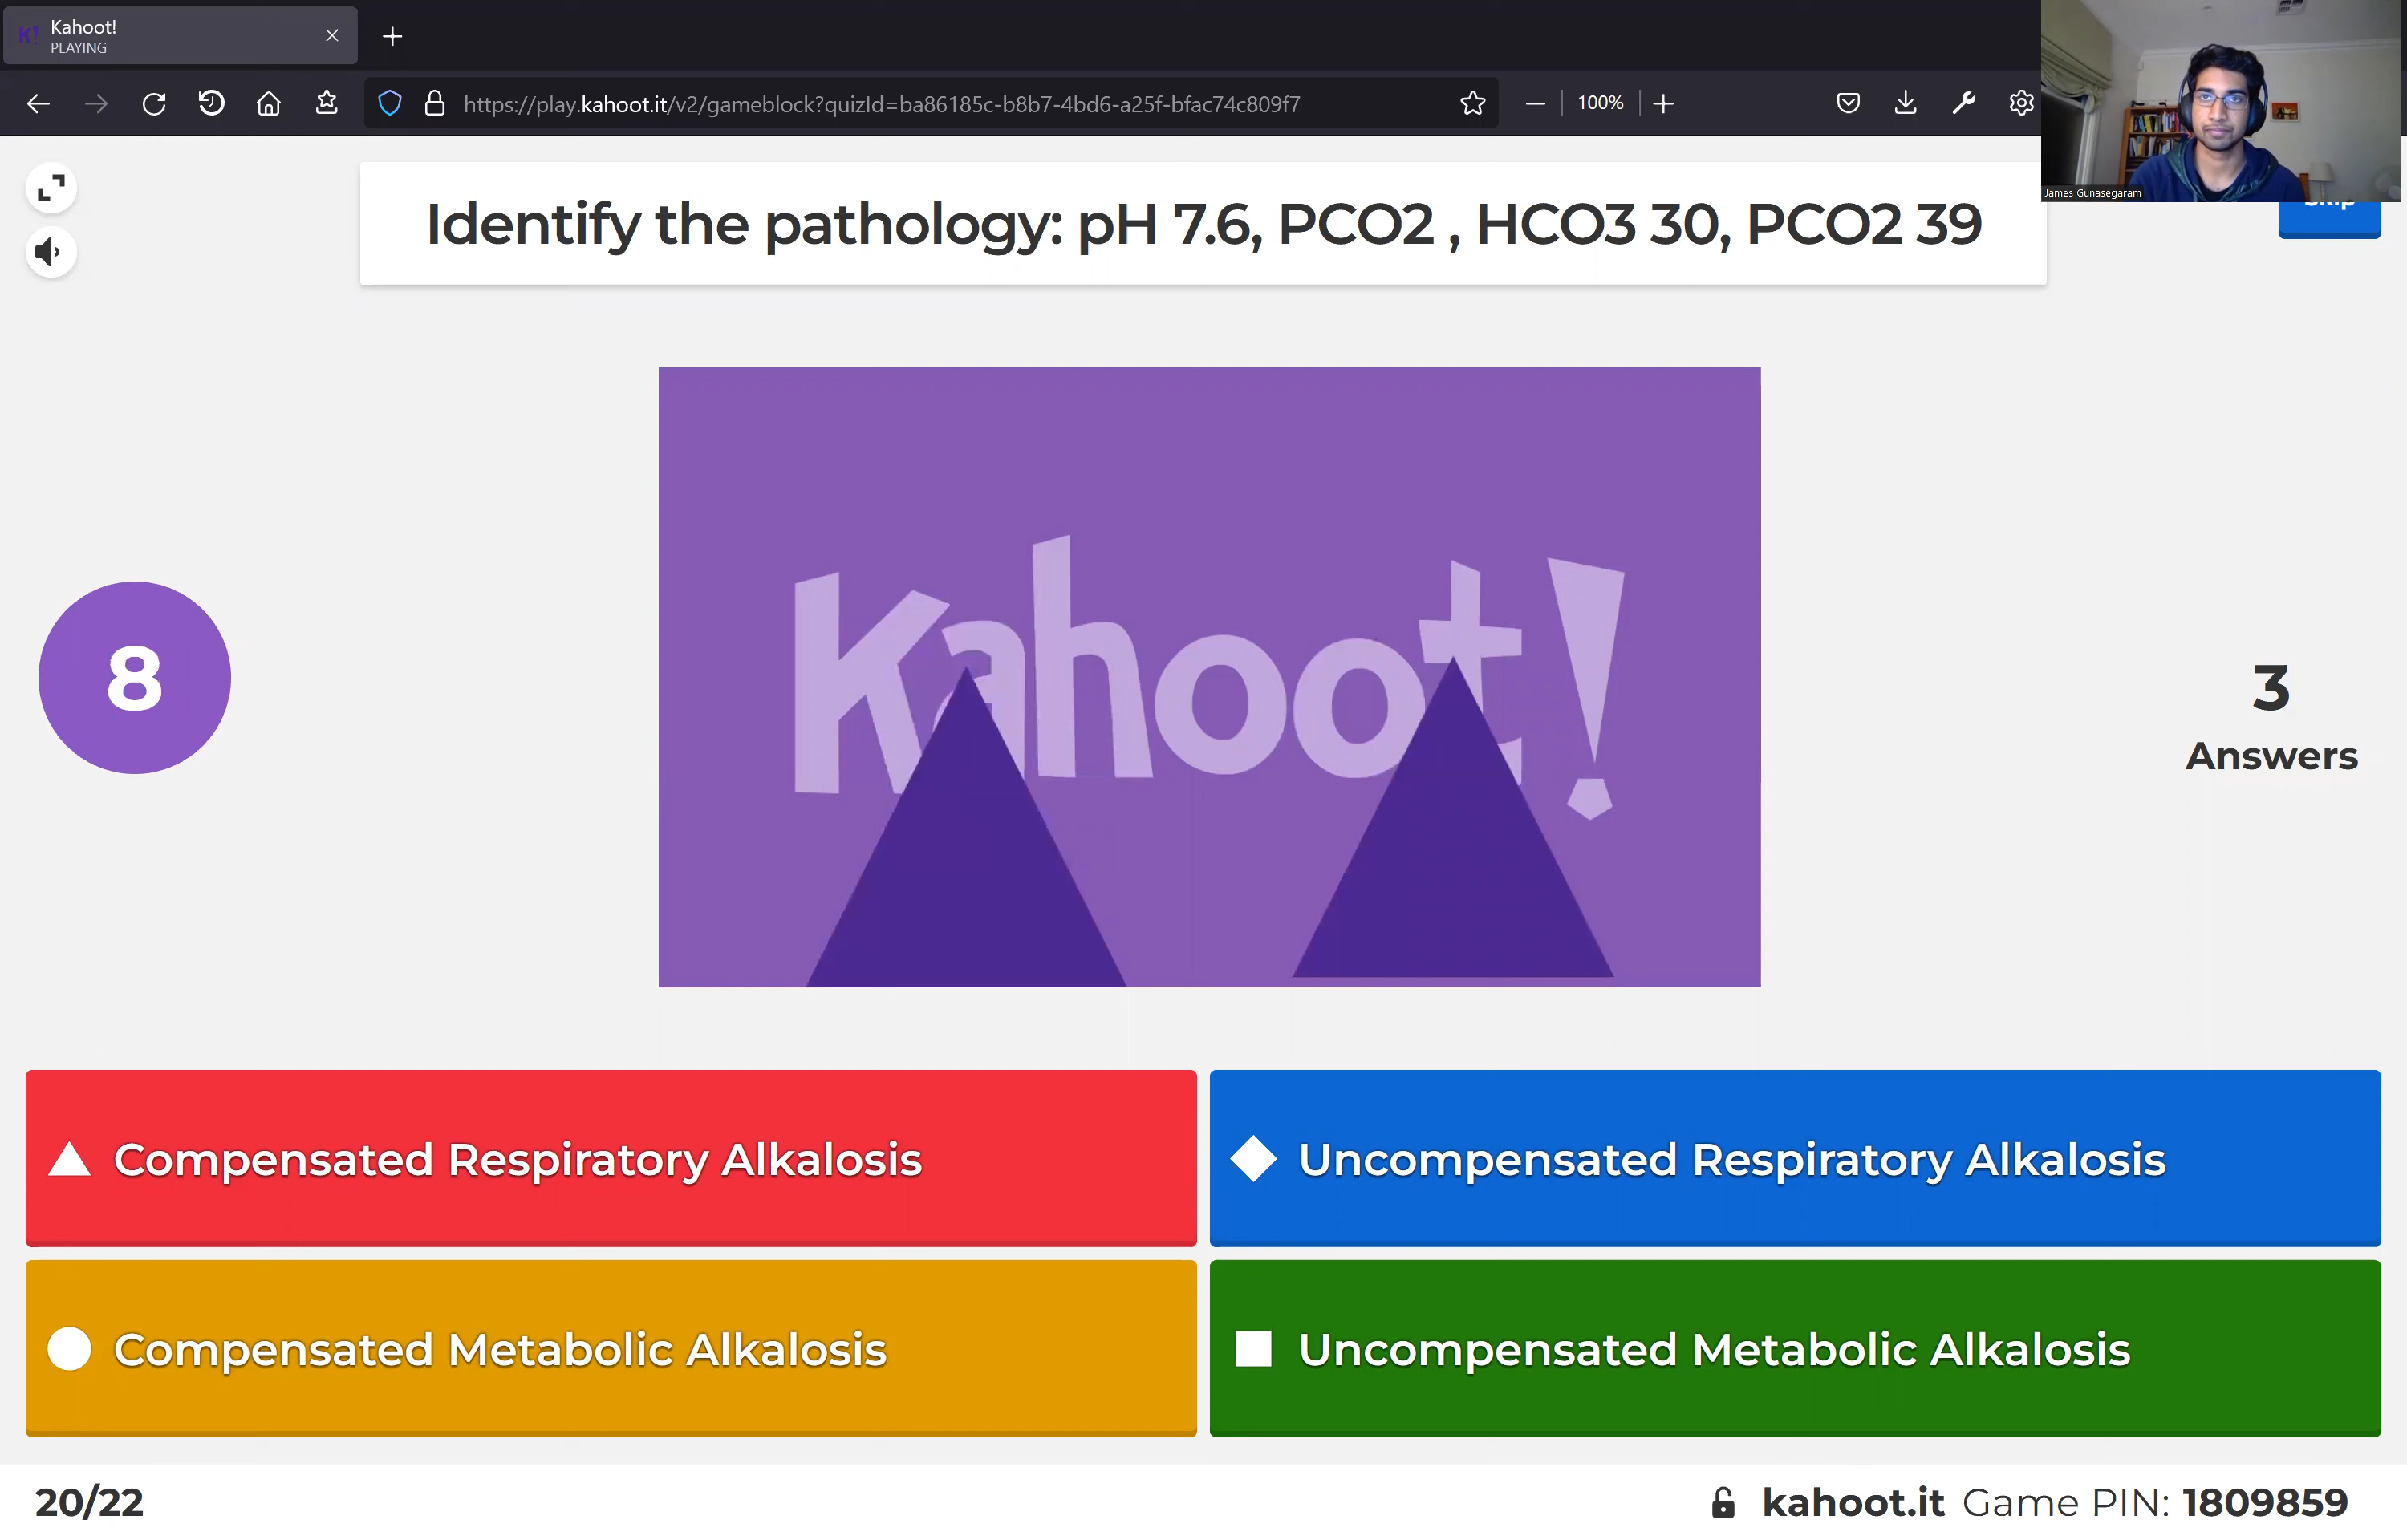 Kahoot!
PLAYING
https://play.kahoot.it/v2/gameblock?quizId=ba86185c-b8b7-4bd6-a25f-bfac74c809f7
100%
James Gunasegaram
Skip
Identify the pathology: pH 7.6, PCO2 , HCO3 30, PCO2 39
Kahoot!
8
3
Answers
Compensated Respiratory Alkalosis
Uncompensated Respiratory Alkalosis
Compensated Metabolic Alkalosis
Uncompensated Metabolic Alkalosis
20/22
kahoot.it Game PIN: 1809859